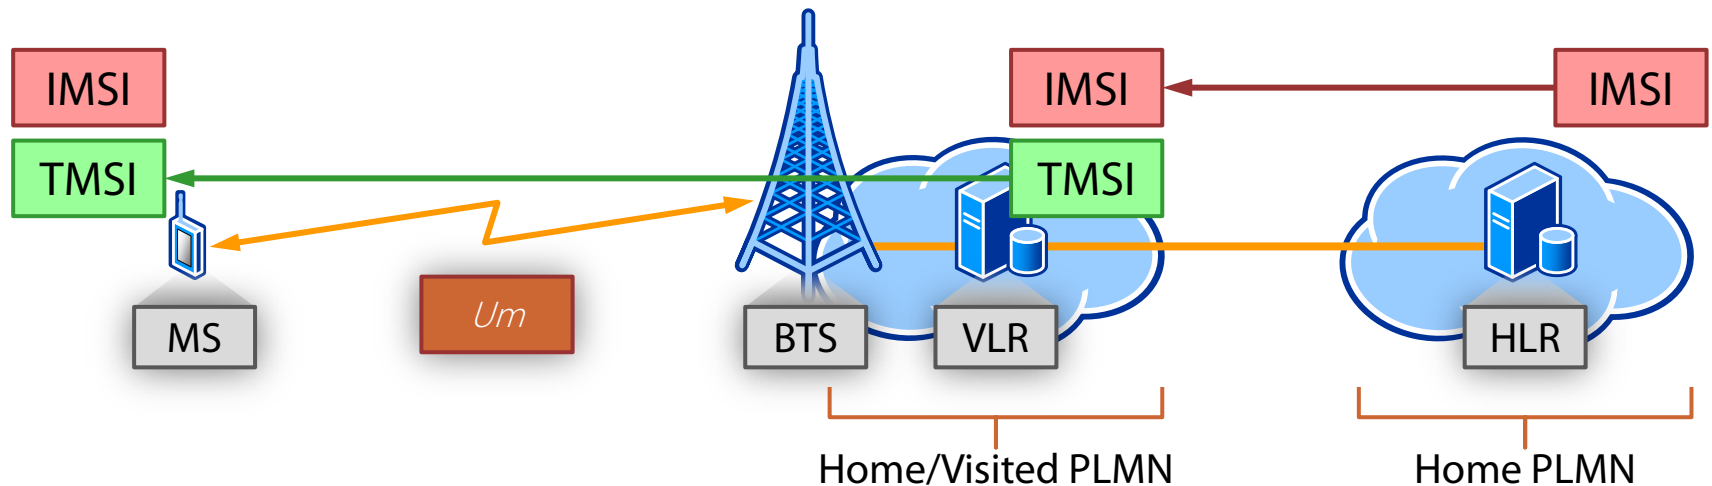 IMSI
IMSI
IMSI
TMSI
TMSI
Um
MS
BTS
VLR
HLR
Home/Visited PLMN
Home PLMN